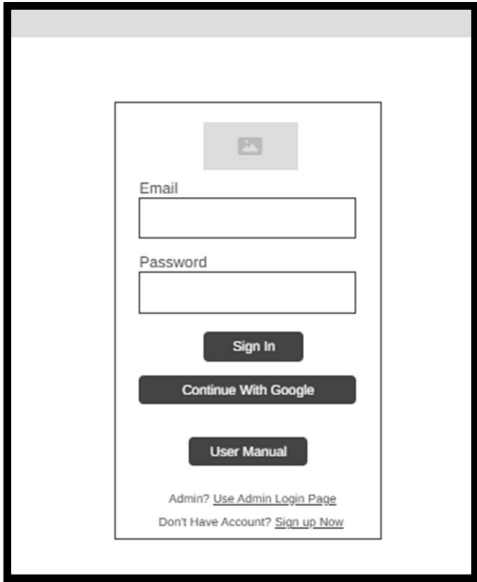 Email
Password
Sign In
Continue With Google
User Manual
Admin? Use Admin Login Page
Don't Have Account? Sign up Now